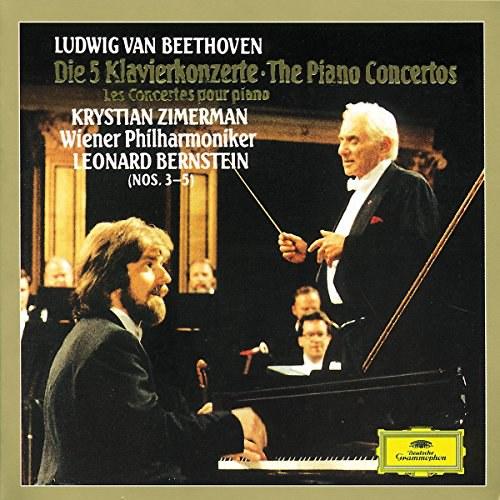 LUDWIG VAN BEETHOVEN
Die 5 Klavierkonzerte · The Piano Concertos
Les Concertos pour piano
KRYSTIAN ZIMERMAN
Wiener Philharmoniker
LEONARD BERNSTEIN
(NOS. 3–5)
Deutsche
Grammophon